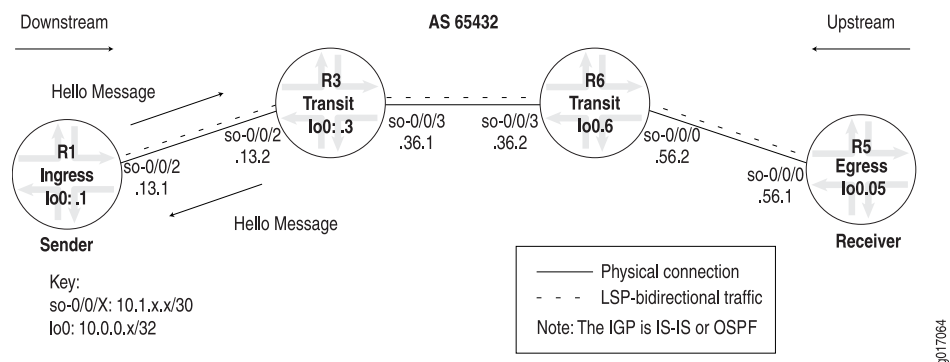 Downstream
AS 65432
Upstream
Hello Message
R1
Ingress
lo0: .1
Sender
so-0/0/2
.13.1
so-0/0/2
.13.2
R3
Transit
lo0: .3
Hello Message
so-0/0/3
.36.1
so-0/0/3
.36.2
R6
Transit
lo0.6
so-0/0/0
.56.2
so-0/0/0
.56.1
R5
Egress
lo0.05
Receiver
Key:
so-0/0/X: 10.1.x.x/30
lo0: 10.0.0.x/32
Physical connection
LSP-bidirectional traffic
Note: The IGP is IS-IS or OSPF
g017064